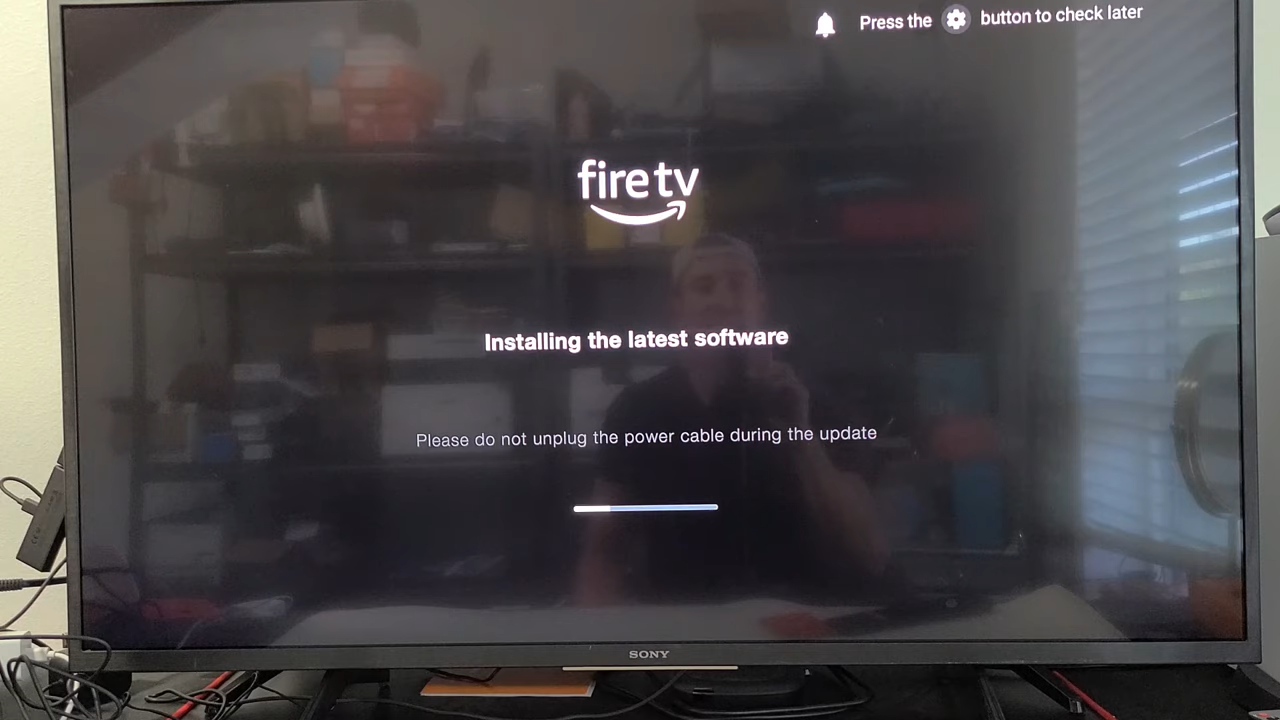 Press the button to check later
fire tv
Installing the latest software
Please do not unplug the power cable during the update
SONY